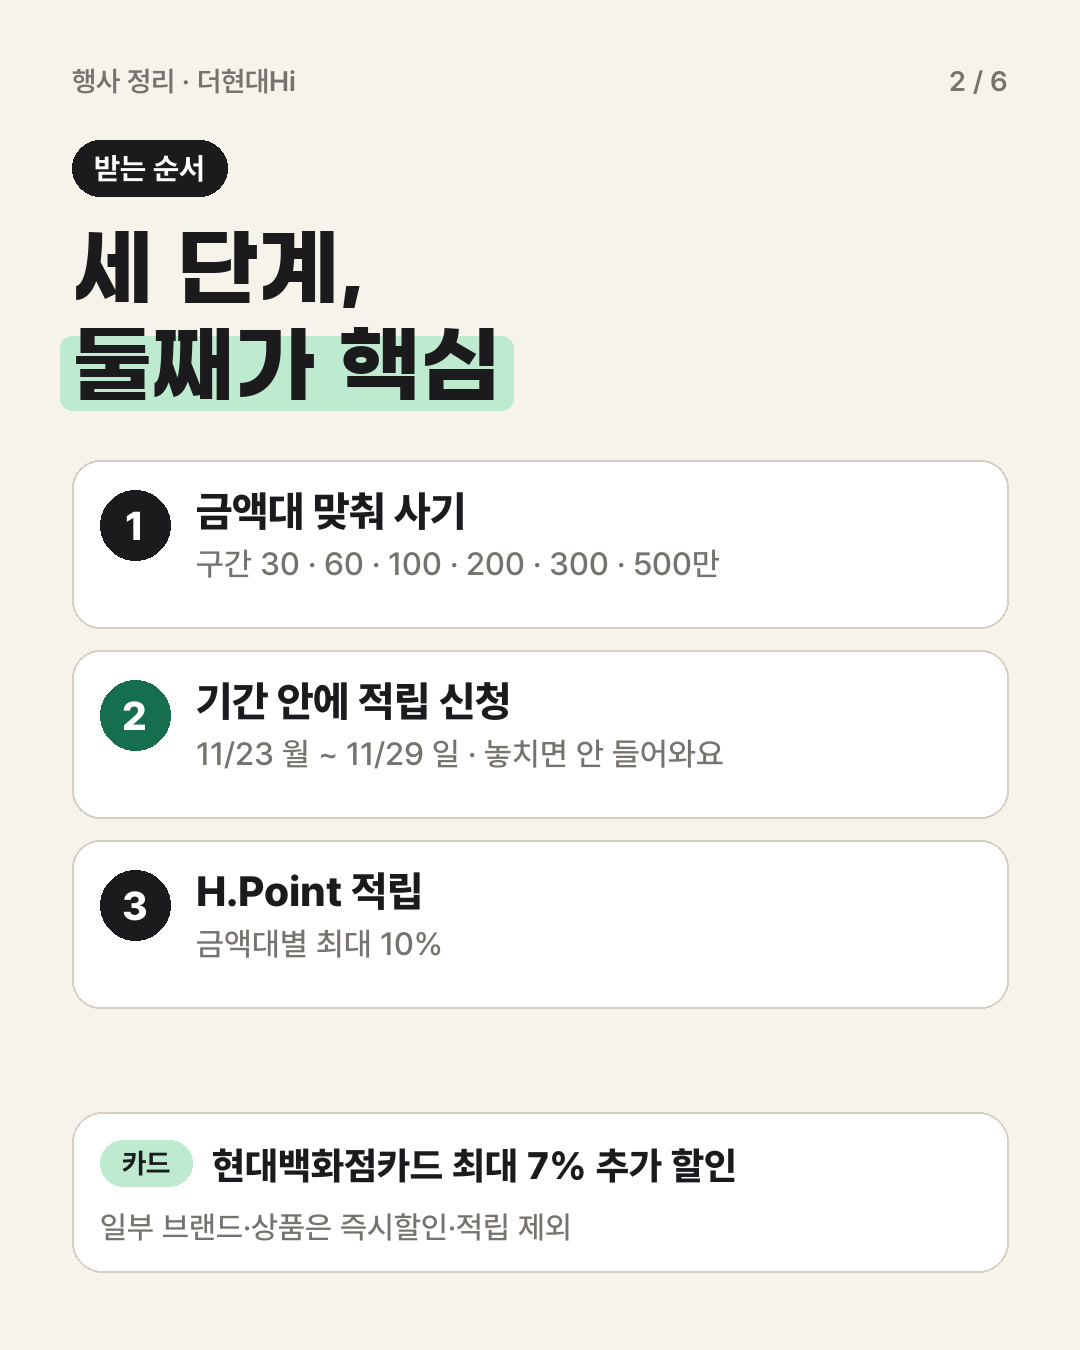 행사 정리 · 더현대Hi
2 / 6
받는 순서
세 단계,
둘째가 핵심
1
금액대 맞춰 사기
구간 30 · 60 · 100 · 200 · 300 · 500만
2
기간 안에 적립 신청
11/23 월 ~ 11/29 일 · 놓치면 안 들어와요
3
H.Point 적립
금액대별 최대 10%
카드 현대백화점카드 최대 7% 추가 할인
일부 브랜드·상품은 즉시할인·적립 제외